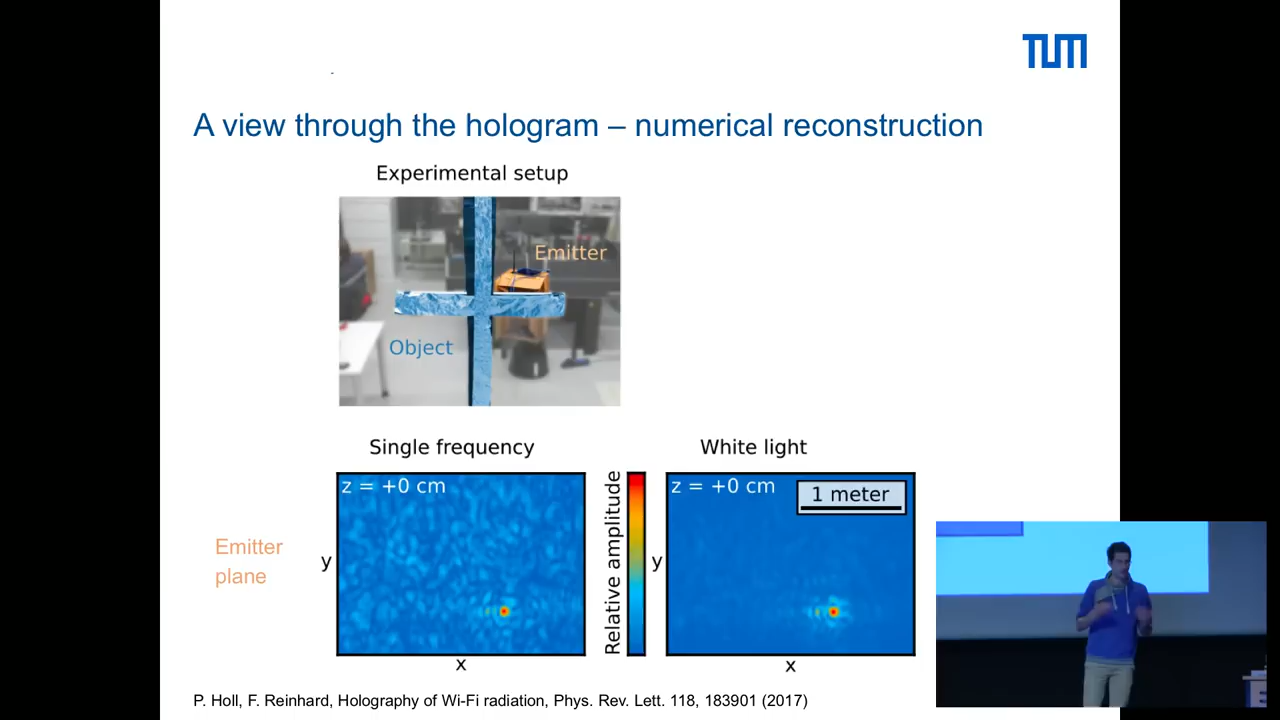 TUM
A view through the hologram – numerical reconstruction
Experimental setup
Emitter
Object
Single frequency
White light
z = +0 cm
z = +0 cm
1 meter
Relative amplitude
Emitter
plane
y
y
x
x
P. Holl, F. Reinhard, Holography of Wi-Fi radiation, Phys. Rev. Lett. 118, 183901 (2017)